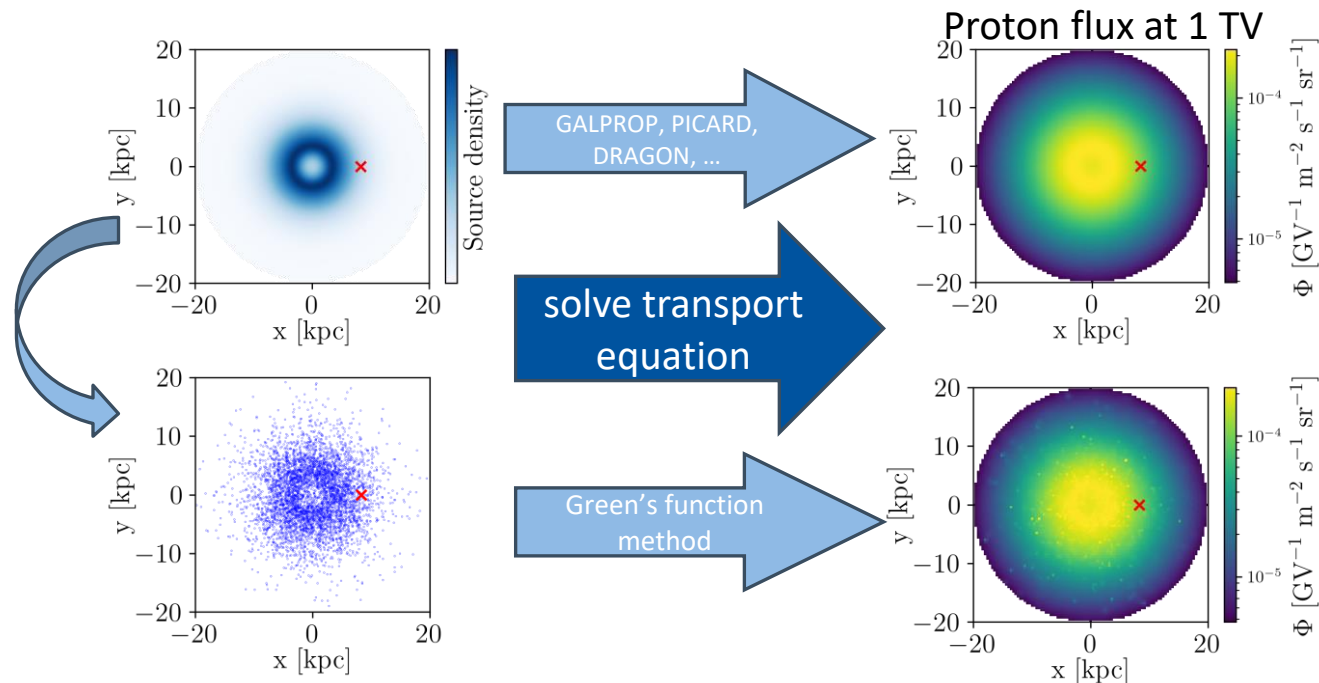 Proton flux at 1 TV
20
10
0
−10
−20
y [kpc]
−20 0 20
x [kpc]
Source density
GALPROP, PICARD,
DRAGON, ...
20
10
0
−10
−20
y [kpc]
−20 0 20
x [kpc]
10⁻⁴
10⁻⁵
Φ [GV⁻¹ m⁻² s⁻¹ sr⁻¹]
solve transport
equation
20
10
0
−10
−20
y [kpc]
−20 0 20
x [kpc]
Green's function
method
20
10
0
−10
−20
y [kpc]
−20 0 20
x [kpc]
10⁻⁴
10⁻⁵
Φ [GV⁻¹ m⁻² s⁻¹ sr⁻¹]